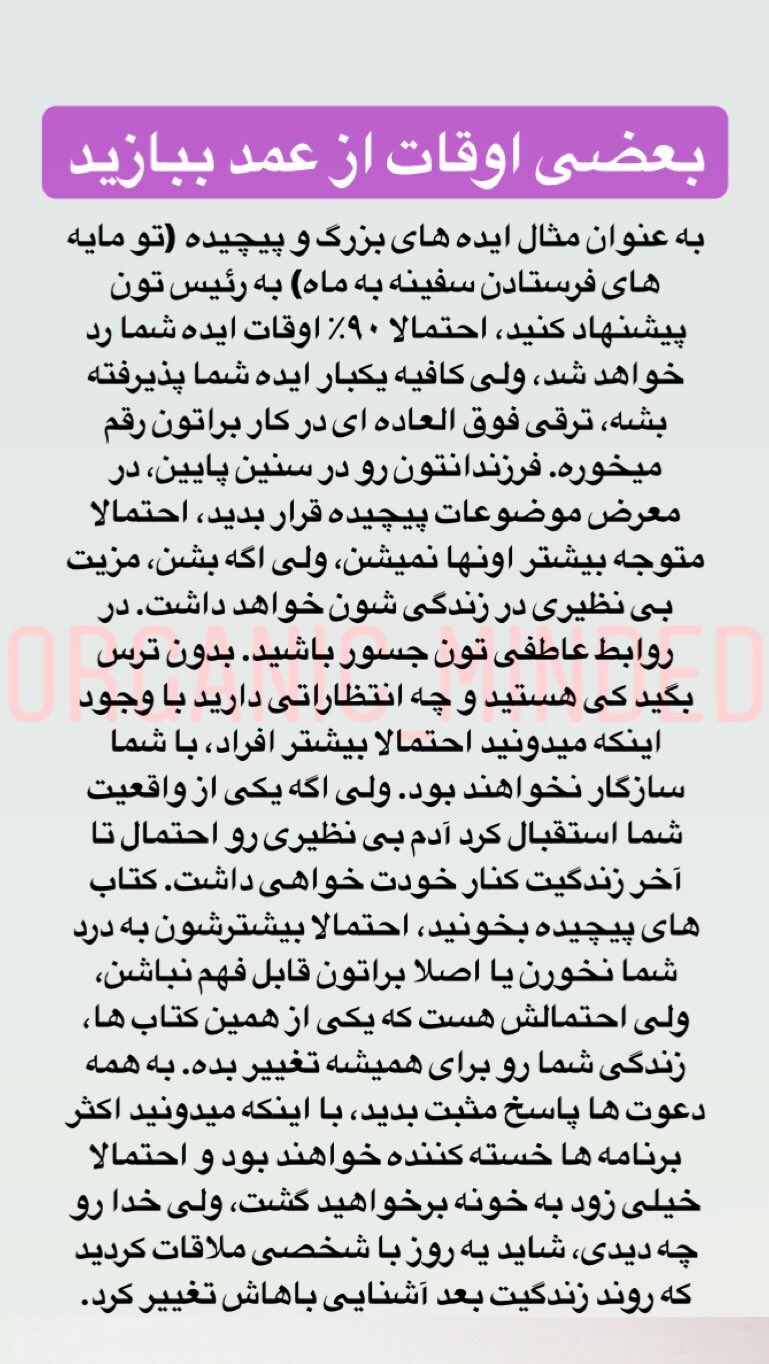 بعضی اوقات از عمد ببازید
به عنوان مثال ایده های بزرگ و پیچیده (تو مایه
های فرستادن سفینه به ماه) به رئیس تون
پیشنهاد کنید، احتمالا ۹۰٪ اوقات ایده شما رد
خواهد شد، ولی کافیه یکبار ایده شما پذیرفته
بشه، ترقی فوق العاده ای در کار براتون رقم
میخوره. فرزندانتون رو در سنین پایین، در
معرض موضوعات پیچیده قرار بدید، احتمالا
متوجه بیشتر اونها نمیشن، ولی اگه بشن، مزیت
بی نظیری در زندگی شون خواهد داشت. در
روابط عاطفی تون جسور باشید. بدون ترس
بگید کی هستید و چه انتظاراتی دارید با وجود
اینکه میدونید احتمالا بیشتر افراد، با شما
سازگار نخواهند بود. ولی اگه یکی از واقعیت
شما استقبال کرد آدم بی نظیری رو احتمال تا
آخر زندگیت کنار خودت خواهی داشت. کتاب
های پیچیده بخونید، احتمالا بیشترشون به درد
شما نخورن یا اصلا براتون قابل فهم نباشن،
ولی احتمالش هست که یکی از همین کتاب ها،
زندگی شما رو برای همیشه تغییر بده. به همه
دعوت ها پاسخ مثبت بدید، با اینکه میدونید اکثر
برنامه ها خسته کننده خواهند بود و احتمالا
خیلی زود به خونه برخواهید گشت، ولی خدا رو
چه دیدی، شاید یه روز با شخصی ملاقات کردید
که روند زندگیت بعد آشنایی باهاش تغییر کرد.
ORGANIC_MINDED